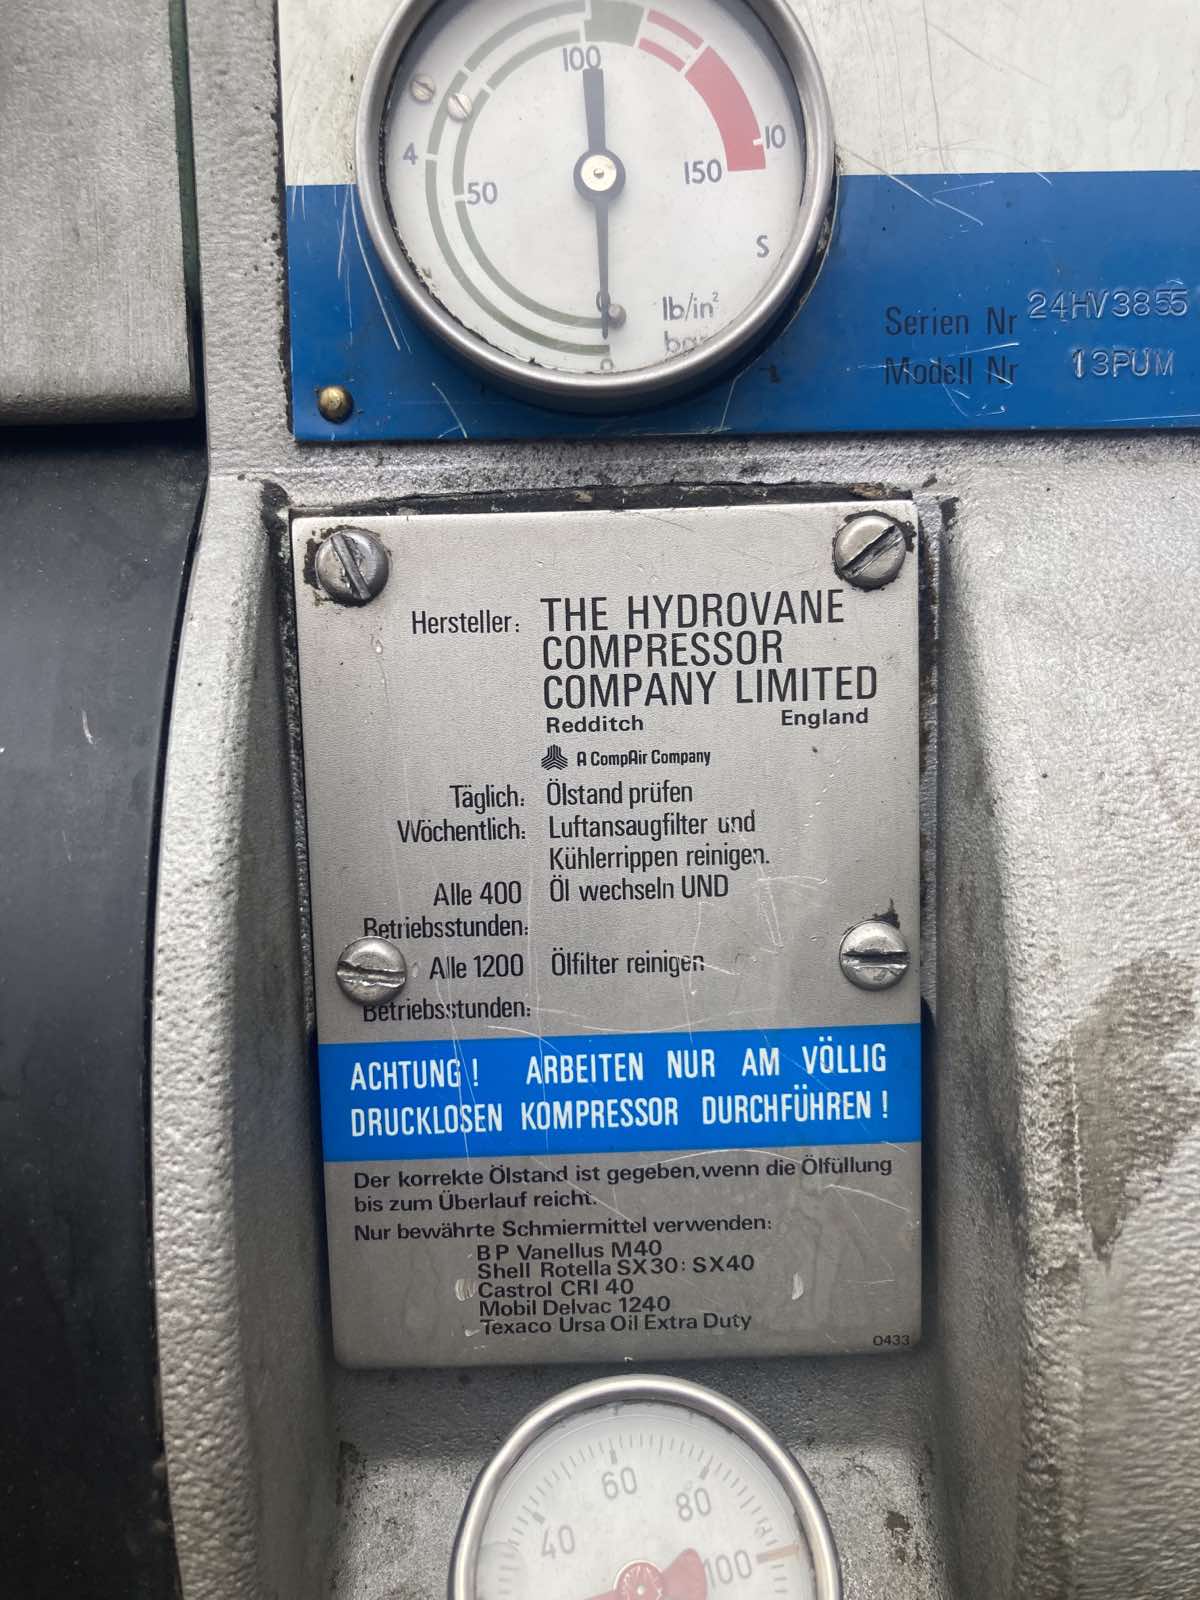 100
4
50
10
150
S
0
lb/in²
bar
0
Serien Nr 24HV3855
Modell Nr 13PUM
Hersteller: THE HYDROVANE
COMPRESSOR
COMPANY LIMITED
Redditch England
A CompAir Company
Täglich: Ölstand prüfen
Wöchentlich: Luftansaugfilter und
Kühlerrippen reinigen.
Alle 400 Öl wechseln UND
Betriebsstunden:
Alle 1200 Ölfilter reinigen
Betriebsstunden:
ACHTUNG! ARBEITEN NUR AM VÖLLIG
DRUCKLOSEN KOMPRESSOR DURCHFÜHREN!
Der korrekte Ölstand ist gegeben, wenn die Ölfüllung
bis zum Überlauf reicht.
Nur bewährte Schmiermittel verwenden:
BP Vanellus M40
Shell Rotella SX30: SX40
Castrol CRI 40
Mobil Delvac 1240
Texaco Ursa Oil Extra Duty
0433
60
80
40
100